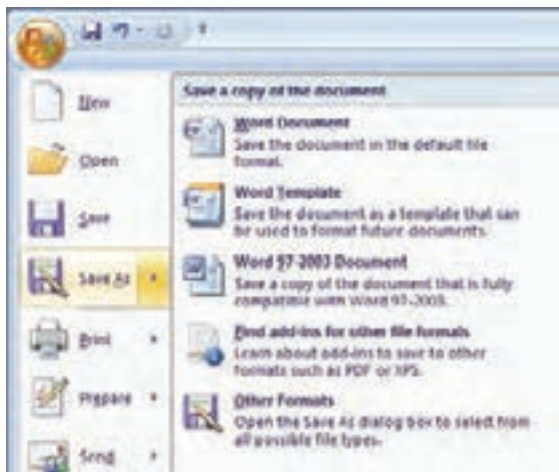 New
Open
Save
Save As
Print
Prepare
Send
Save a copy of the document
Word Document
Save the document in the default file
format.
Word Template
Save the document as a template that can
be used to format future documents.
Word 97-2003 Document
Save a copy of the document that is fully
compatible with Word 97-2003.
Find add-ins for other file formats
Learn about add-ins to save to other
formats such as PDF or XPS.
Other Formats
Open the Save As dialog box to select from
all possible file types.